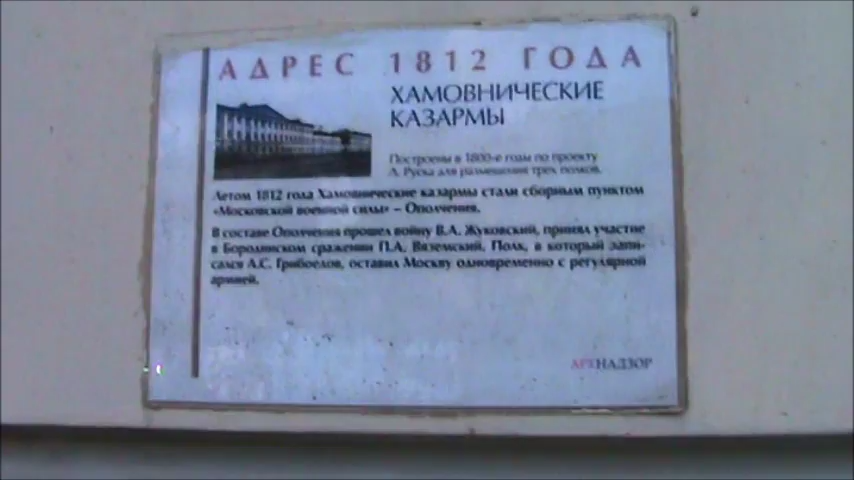 АДРЕС 1812 ГОДА
ХАМОВНИЧЕСКИЕ
КАЗАРМЫ
Построены в 1800-е годы по проекту
Л. Руска для размещения трех полков.
Летом 1812 года Хамовнические казармы стали сборным пунктом
«Московской военной силы» – Ополчения.
В составе Ополчения прошел войну В.А. Жуковский, принял участие
в Бородинском сражении П.А. Вяземский. Полк, в который запи-
сался А.С. Грибоедов, оставил Москву одновременно с регулярной
армией.
АРХНАДЗОР